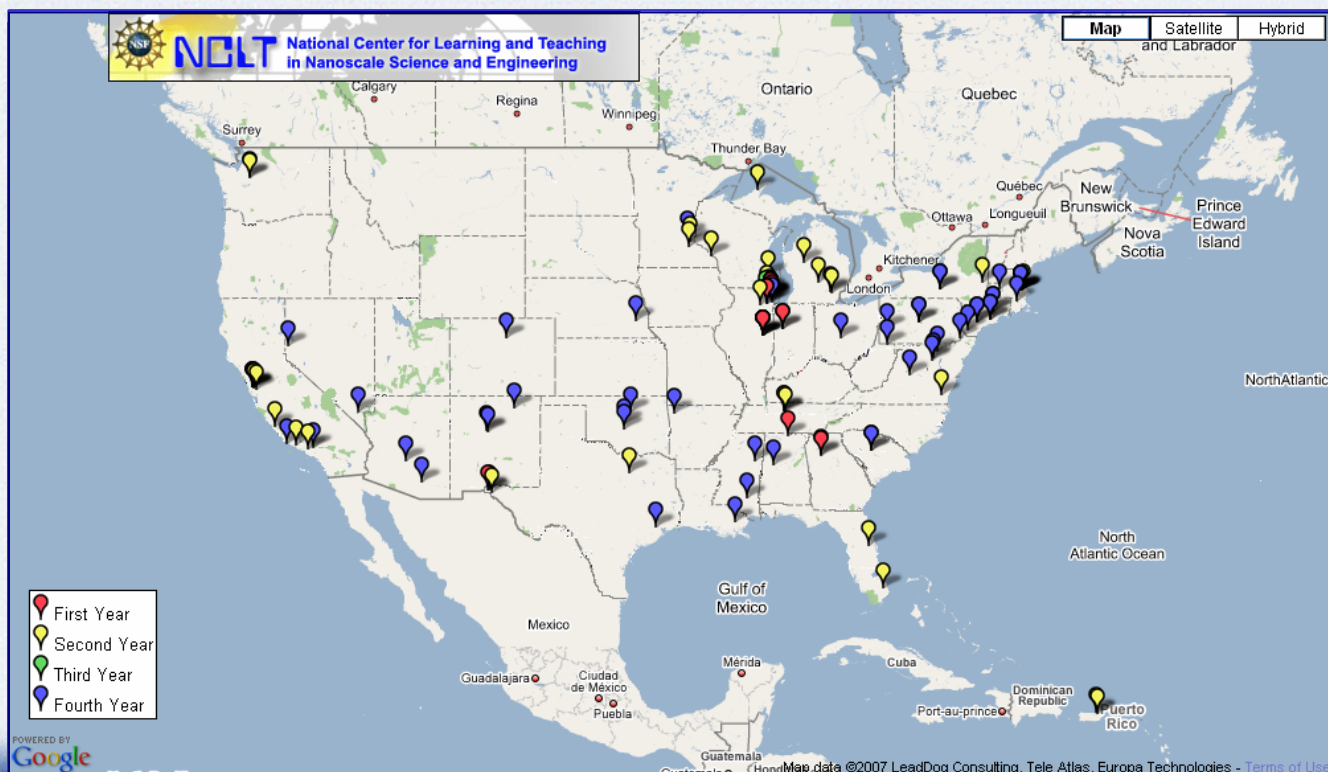 NSF
NCLT
National Center for Learning and Teaching
in Nanoscale Science and Engineering
Map
Satellite
Hybrid
and Labrador
Calgary
Regina
Winnipeg
Ontario
Quebec
Surrey
Thunder Bay
Québec
New
Brunswick
Prince
Edward
Island
Ottawa
Longueuil
Nova
Scotia
Kitchener
London
NorthAtlantic
North
Atlantic Ocean
Gulf of
Mexico
First Year
Second Year
Third Year
Fourth Year
Mexico
Guadalajara
Ciudad
de México
Puebla
Mérida
Cuba
Port-au-prince
Dominican
Republic
Puerto
Rico
Guatemala
POWERED BY
Google
Map data ©2007 LeadDog Consulting, Tele Atlas, Europa Technologies - Terms of Use